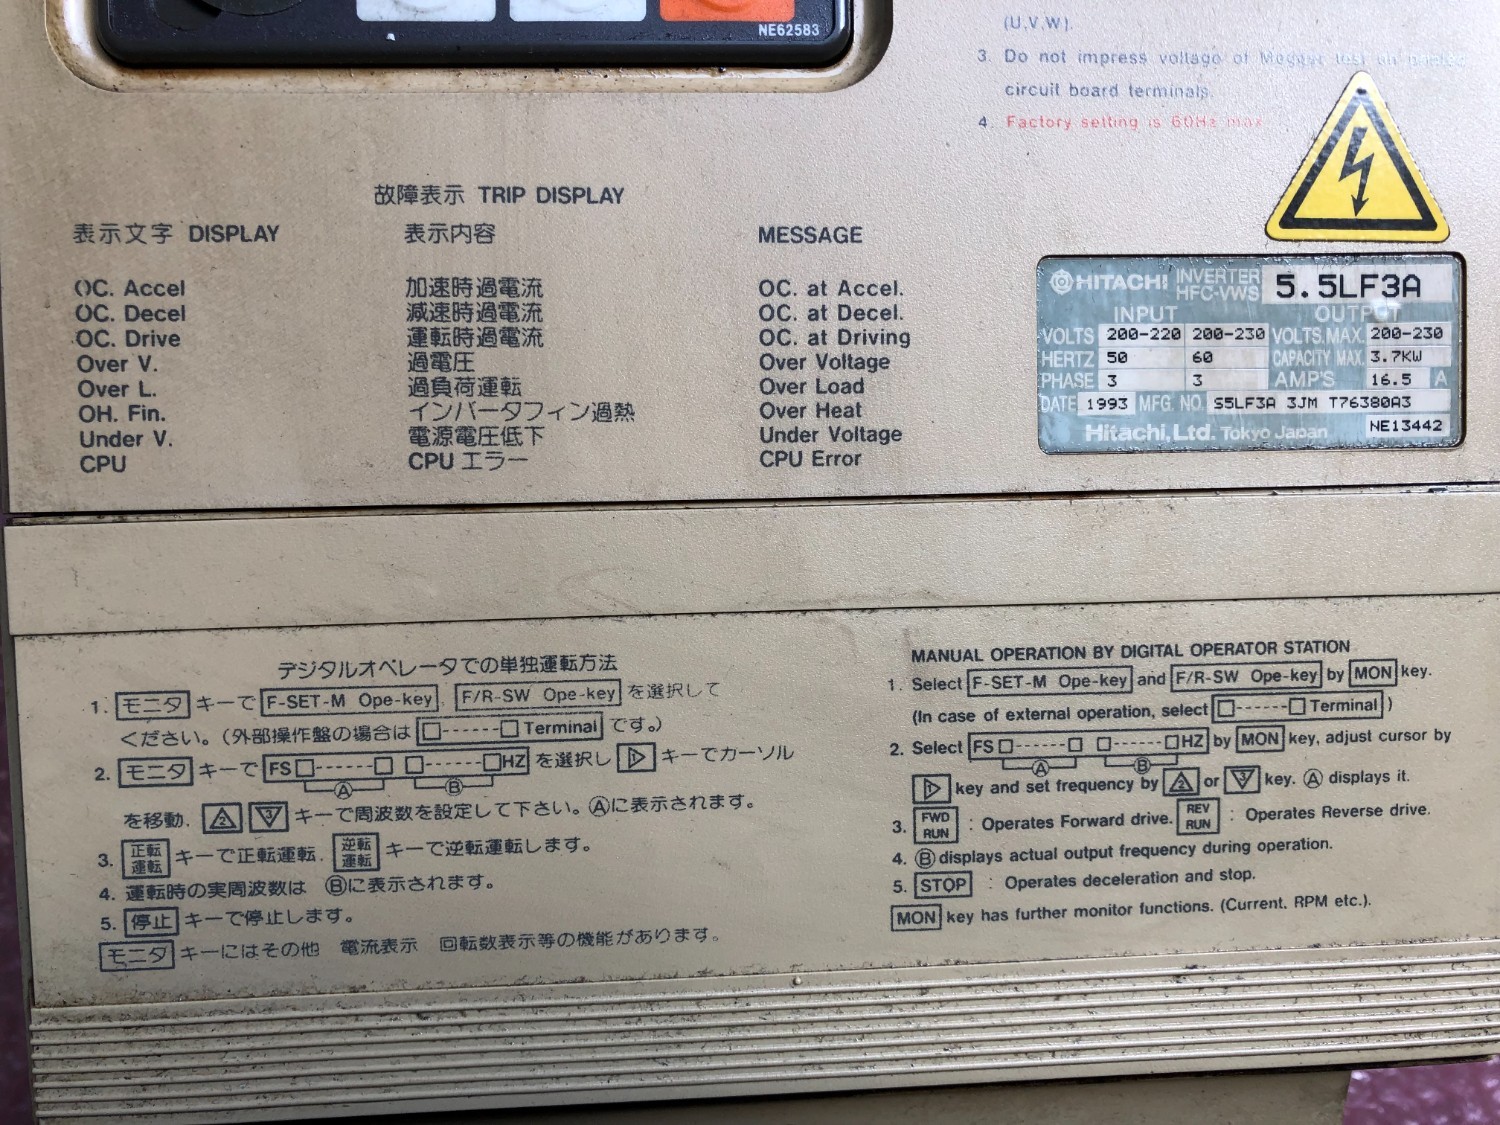 NE62583
(U,V,W).
3. Do not impress voltage of Megger test on printed
circuit board terminals.
4. Factory setting is 60Hz max
故障表示 TRIP DISPLAY
表示文字 DISPLAY 表示内容 MESSAGE
OC. Accel 加速時過電流 OC. at Accel.
OC. Decel 減速時過電流 OC. at Decel.
OC. Drive 運転時過電流 OC. at Driving
Over V. 過電圧 Over Voltage
Over L. 過負荷運転 Over Load
OH. Fin. インバータフィン過熱 Over Heat
Under V. 電源電圧低下 Under Voltage
CPU CPU エラー CPU Error
HITACHI INVERTER HFC-VWS 5.5LF3A
INPUT OUTPUT
VOLTS 200-220 200-230 VOLTS.MAX. 200-230
HERTZ 50 60 CAPACITY MAX. 3.7KW
PHASE 3 3 AMP'S 16.5 A
DATE 1993 MFG. NO. S5LF3A 3JM T76380A3
Hitachi, Ltd. Tokyo Japan NE13442
デジタルオペレータでの単独運転方法
1. モニタ キーで F-SET-M Ope-key, F/R-SW Ope-key を選択して
ください。(外部操作盤の場合は □------□ Terminal です。)
2. モニタ キーで FS□------□ □------□HZ を選択し ▷1 キーでカーソル
Ⓐ Ⓑ
を移動, △2 ▽3 キーで周波数を設定して下さい。Ⓐに表示されます。
3. 正転運転 キーで正転運転, 逆転運転 キーで逆転運転します。
4. 運転時の実周波数は Ⓑに表示されます。
5. 停止 キーで停止します。
モニタ キーにはその他 電流表示 回転数表示等の機能があります。
MANUAL OPERATION BY DIGITAL OPERATOR STATION
1. Select F-SET-M Ope-key and F/R-SW Ope-key by MON key.
(In case of external operation, select □------□ Terminal )
2. Select FS□------□ □------□HZ by MON key, adjust cursor by
Ⓐ Ⓑ
▷1 key and set frequency by △2 or ▽3 key. Ⓐ displays it.
3. FWD RUN : Operates Forward drive. REV RUN : Operates Reverse drive.
4. Ⓑ displays actual output frequency during operation.
5. STOP : Operates deceleration and stop.
MON key has further monitor functions. (Current, RPM etc.).